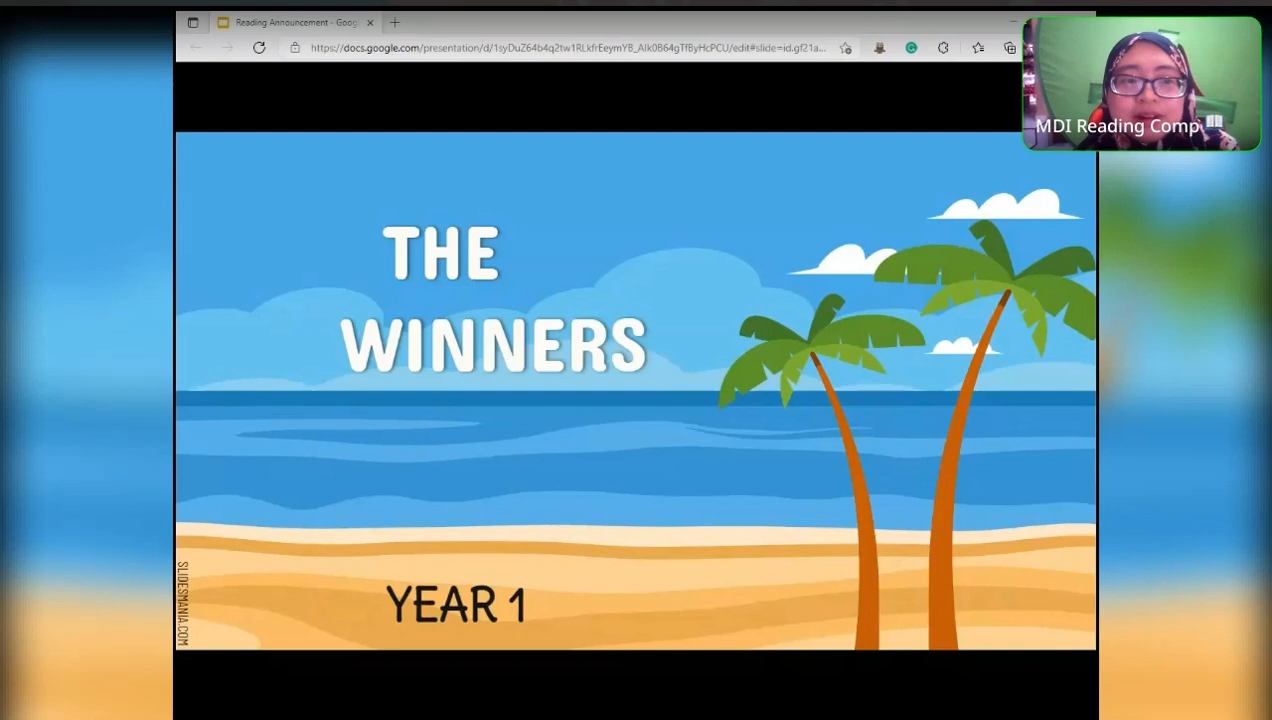 Reading Announcement - Goog
https://docs.google.com/presentation/d/1syDuZ64b4q2tw1RLkfrEeymYB_AIk0B64gTfByHcPCU/edit#slide=id.gf21a...
MDI Reading Comp
THE
WINNERS
YEAR 1
SLIDESMANIA.COM